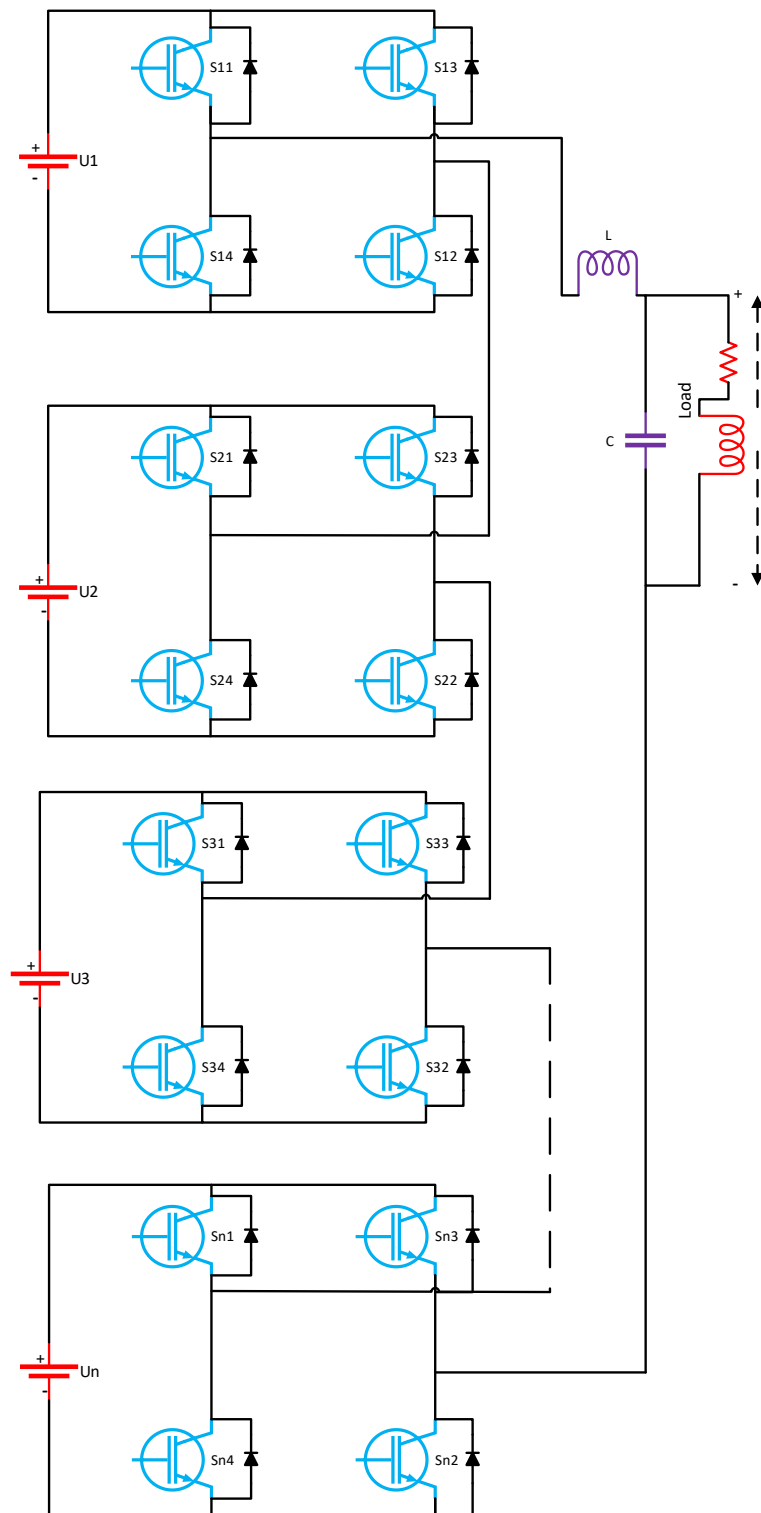 S11
S13
+
U1
-
S14
S12
L
+
Load
C
-
S21
S23
+
U2
-
S24
S22
S31
S33
+
U3
-
S34
S32
Sn1
Sn3
+
Un
-
Sn4
Sn2